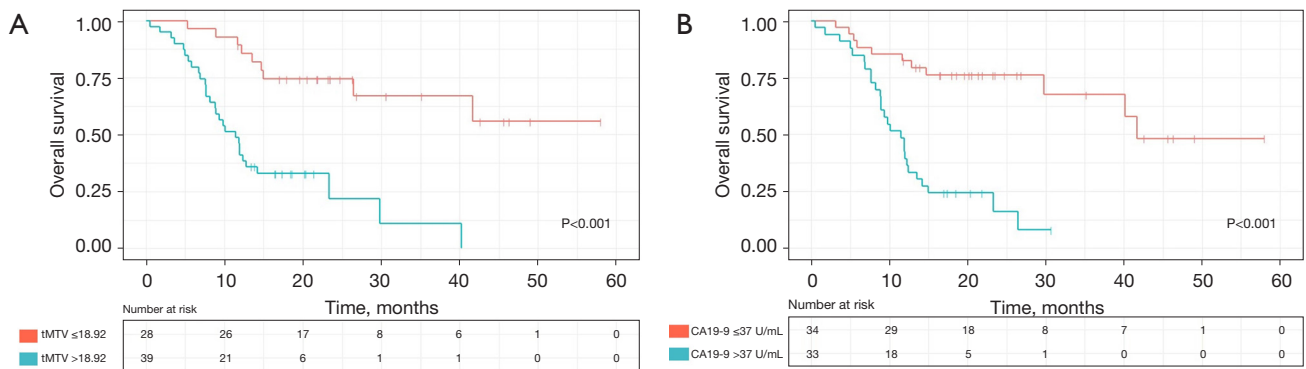 A
1.00
0.75
0.50
0.25
0.00
Overall survival
P<0.001
0 10 20 30 40 50 60
Time, months
Number at risk
tMTV ≤18.92 28 26 17 8 6 1 0
tMTV >18.92 39 21 6 1 1 0 0
B
1.00
0.75
0.50
0.25
0.00
Overall survival
P<0.001
0 10 20 30 40 50 60
Time, months
Number at risk
CA19-9 ≤37 U/mL 34 29 18 8 7 1 0
CA19-9 >37 U/mL 33 18 5 1 0 0 0